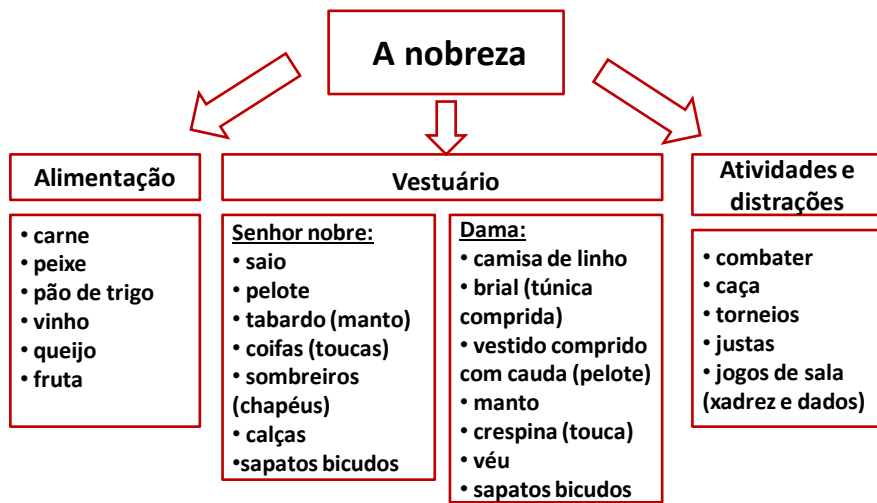 A nobreza
Alimentação
• carne
• peixe
• pão de trigo
• vinho
• queijo
• fruta
Vestuário
Senhor nobre:
• saio
• pelote
• tabardo (manto)
• coifas (toucas)
• sombreiros
(chapéus)
• calças
•sapatos bicudos
Dama:
• camisa de linho
• brial (túnica
comprida)
• vestido comprido
com cauda (pelote)
• manto
• crespina (touca)
• véu
• sapatos bicudos
Atividades e
distrações
• combater
• caça
• torneios
• justas
• jogos de sala
(xadrez e dados)